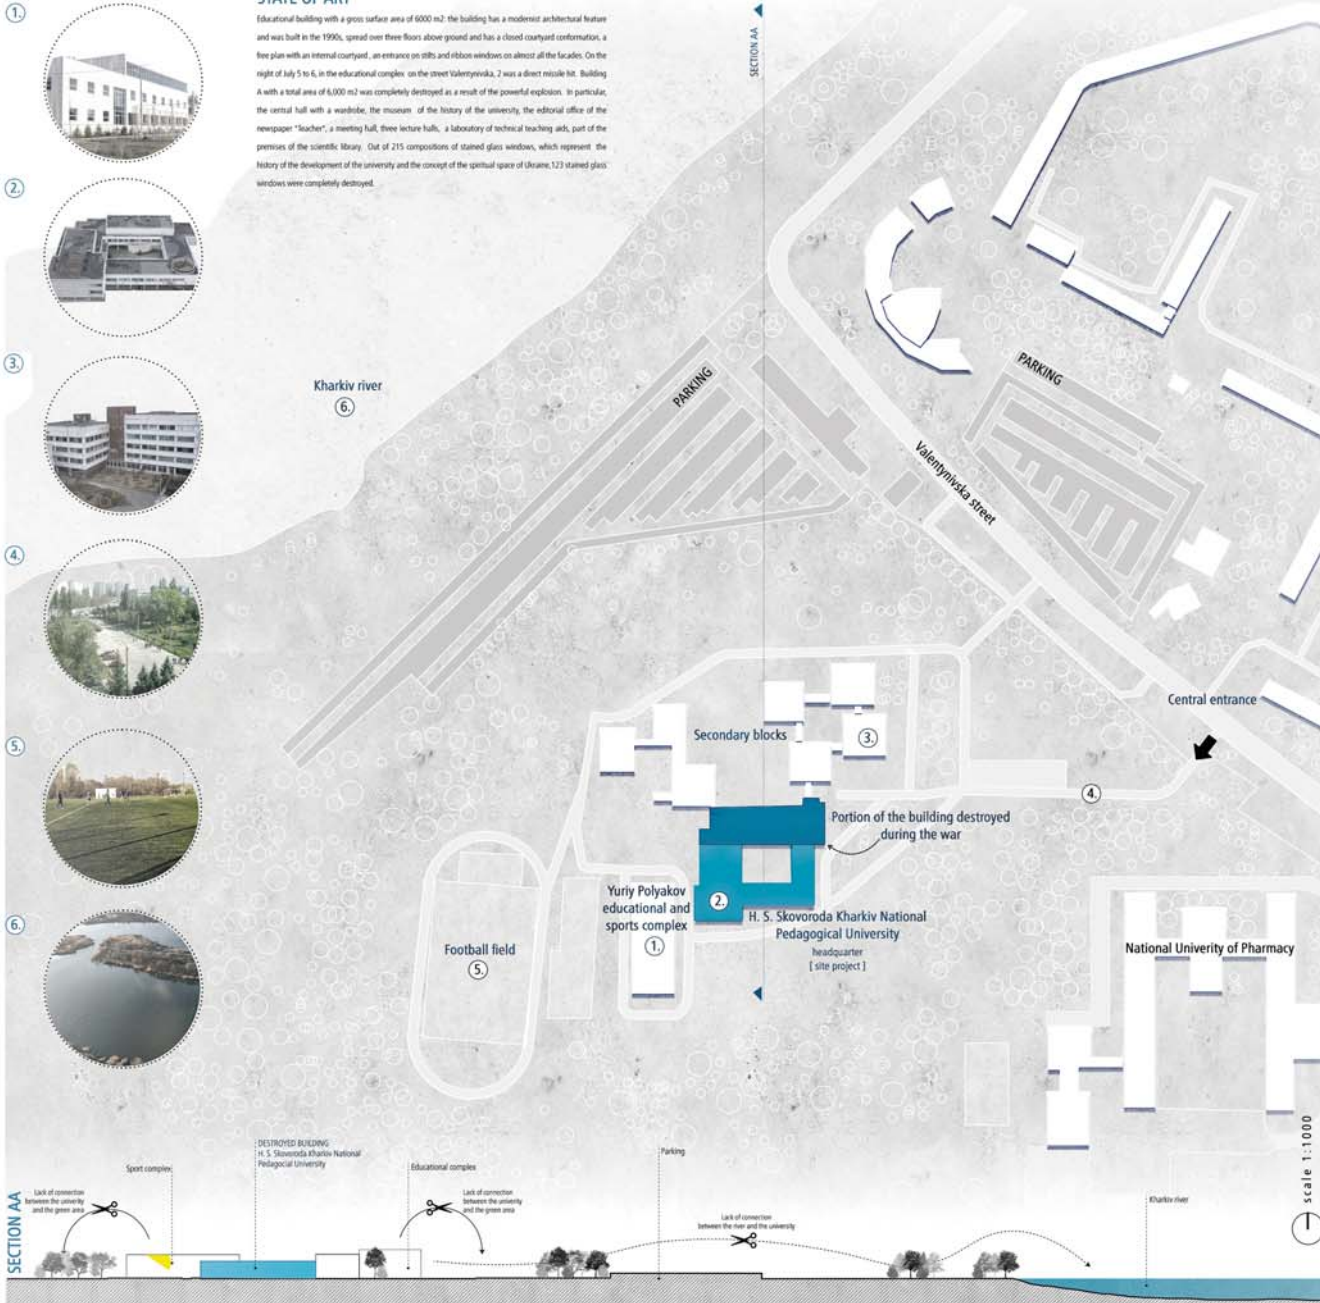 STATE OF ART
Educational building with a gross surface area of 6000 m2: the building has a modernist architectural feature
and was built in the 1990s, spread over three floors above ground and has a closed courtyard conformation, a
free plan with an internal courtyard , an entrance on stilts and ribbon windows on almost all the facades. On the
night of July 5 to 6, in the educational complex on the street Valentynivska, 2 was a direct missile hit. Building
A with a total area of 6,000 m2 was completely destroyed as a result of the powerful explosion. In particular,
the central hall with a wardrobe, the museum of the history of the university, the editorial office of the
newspaper "Teacher", a meeting hall, three lecture halls, a laboratory of technical teaching aids, part of the
premises of the scientific library. Out of 215 compositions of stained glass windows, which represent the
history of the development of the university and the concept of the spiritual space of Ukraine,123 stained glass
windows were completely destroyed.
1.
2.
3.
4.
5.
6.
SECTION AA
Kharkiv river
6.
PARKING
PARKING
Valentynivska street
Central entrance
Secondary blocks
3.
4.
Portion of the building destroyed
during the war
Yuriy Polyakov
educational and
sports complex
1.
2.
H. S. Skovoroda Kharkiv National
Pedagogical University
headquarter
[ site project ]
Football field
5.
National Univerity of Pharmacy
scale 1:1000
SECTION AA
Lack of connection
between the univerity
and the green area
Sport complex
DESTROYED BUILDING
H. S. Skovoroda Kharkiv National
Pedagocial University
Educational complex
Lack of connection
between the univerity
and the green area
Parking
Lack of connection
between the river and the university
Kharkiv river